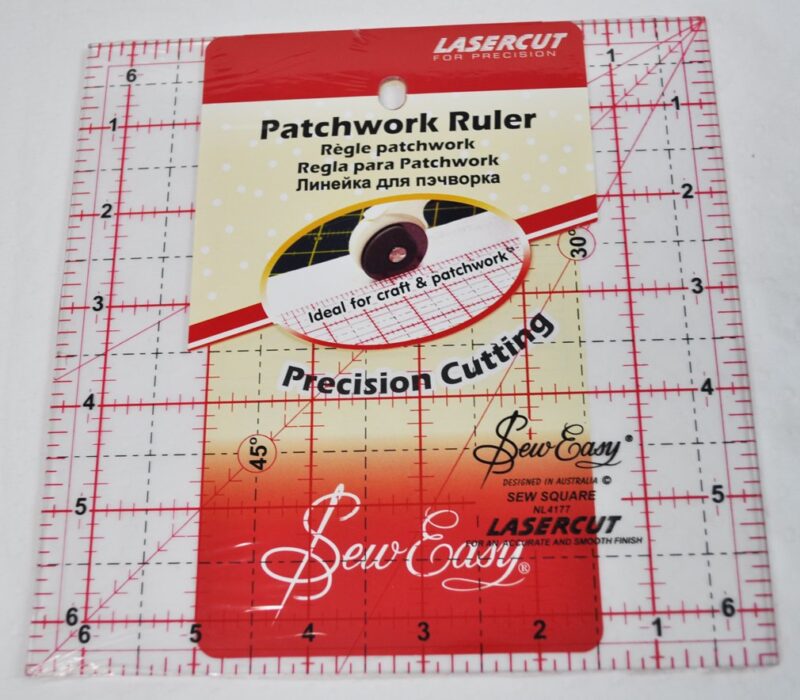 LASERCUT
FOR PRECISION
Patchwork Ruler
Règle patchwork
Regla para Patchwork
Линейка для пэчворка
Ideal for craft & patchwork
Precision Cutting
Sew Easy®
DESIGNED IN AUSTRALIA ©
SEW SQUARE
NL4177
LASERCUT
FOR AN ACCURATE AND SMOOTH FINISH
Sew Easy®
6
1
1
1
2
2
30°
3
3
4
4
45°
5
5
6
6
5
4
3
2
1
6